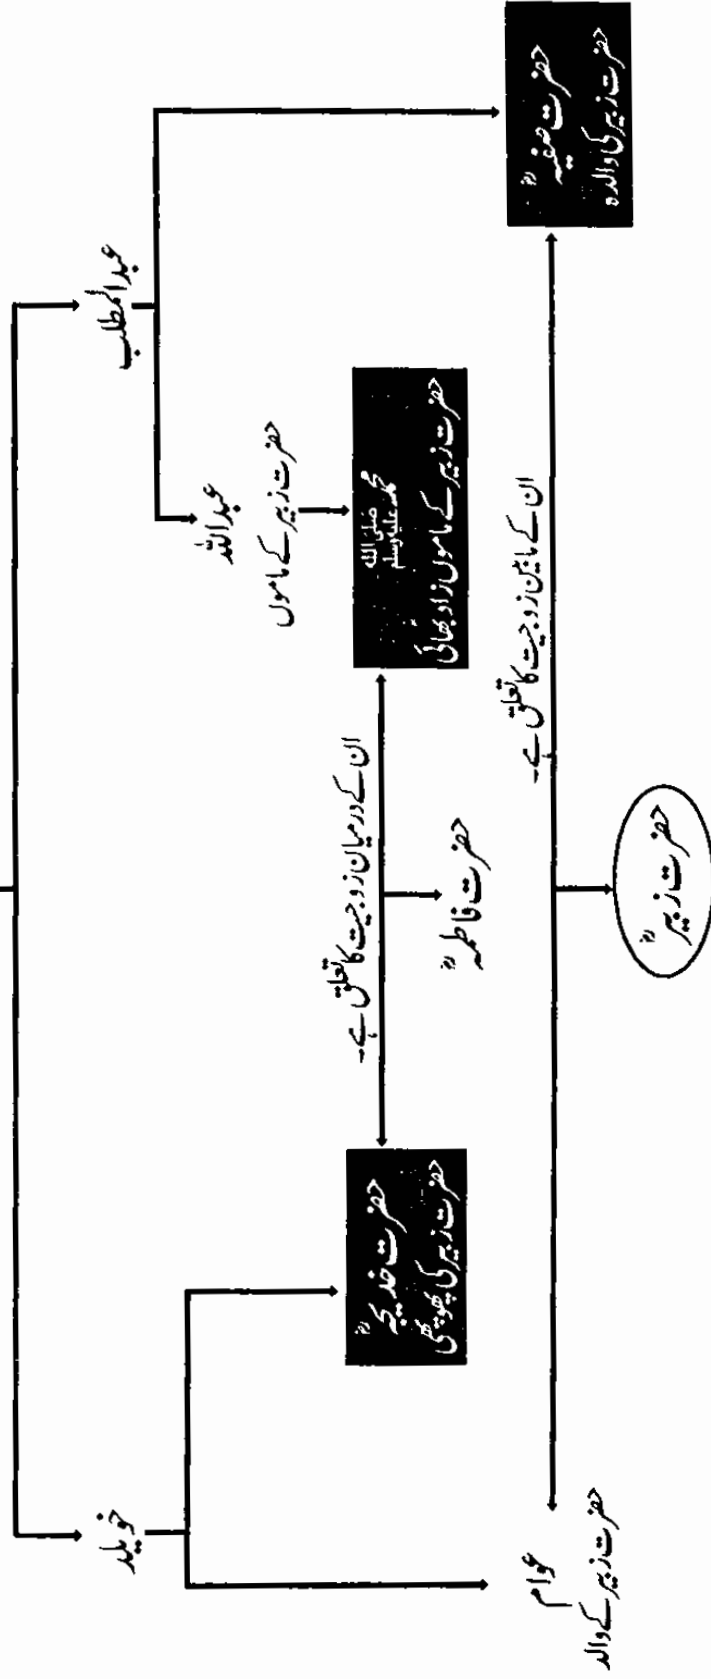 عبدالمطلب
خویلد
عبداللہ
حضرت زبیر کے ماموں
محمد صلی اللہ علیہ وسلم
حضرت زبیر کے ماموں زاد بھائی
ان کے درمیان زوجیت کا تعلق ہے۔
حضرت خدیجہؓ
حضرت زبیر کی پھوپھی
حضرت فاطمہؓ
حضرت صفیہؓ
حضرت زبیر کی والدہ
ان کے مابین زوجیت کا تعلق ہے۔
عوام
حضرت زبیر کے والد
حضرت زبیرؓ